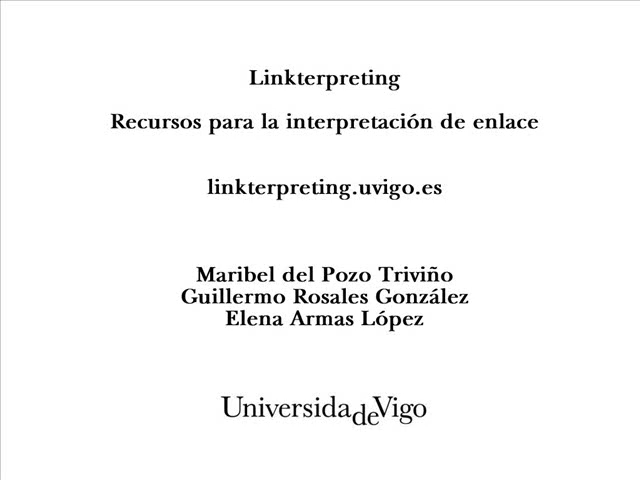 Linkterpreting
Recursos para la interpretación de enlace
linkterpreting.uvigo.es
Maribel del Pozo Triviño
Guillermo Rosales González
Elena Armas López
UniversidadeVigo